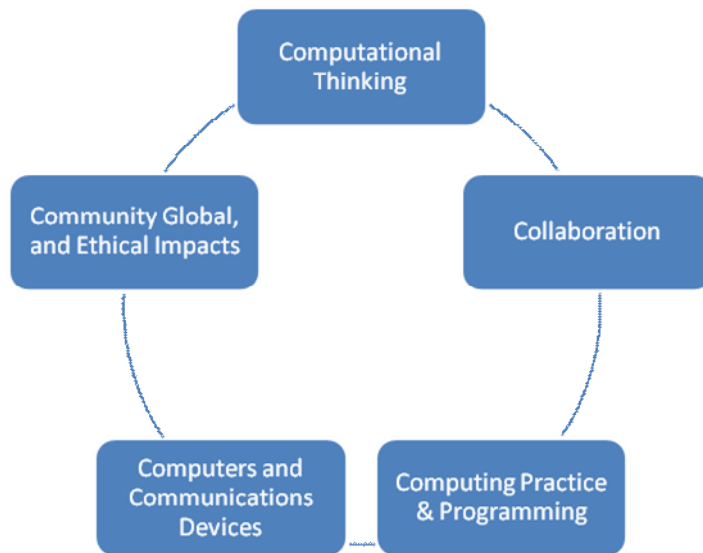 Computational
Thinking
Community Global,
and Ethical Impacts
Collaboration
Computers and
Communications
Devices
Computing Practice
& Programming